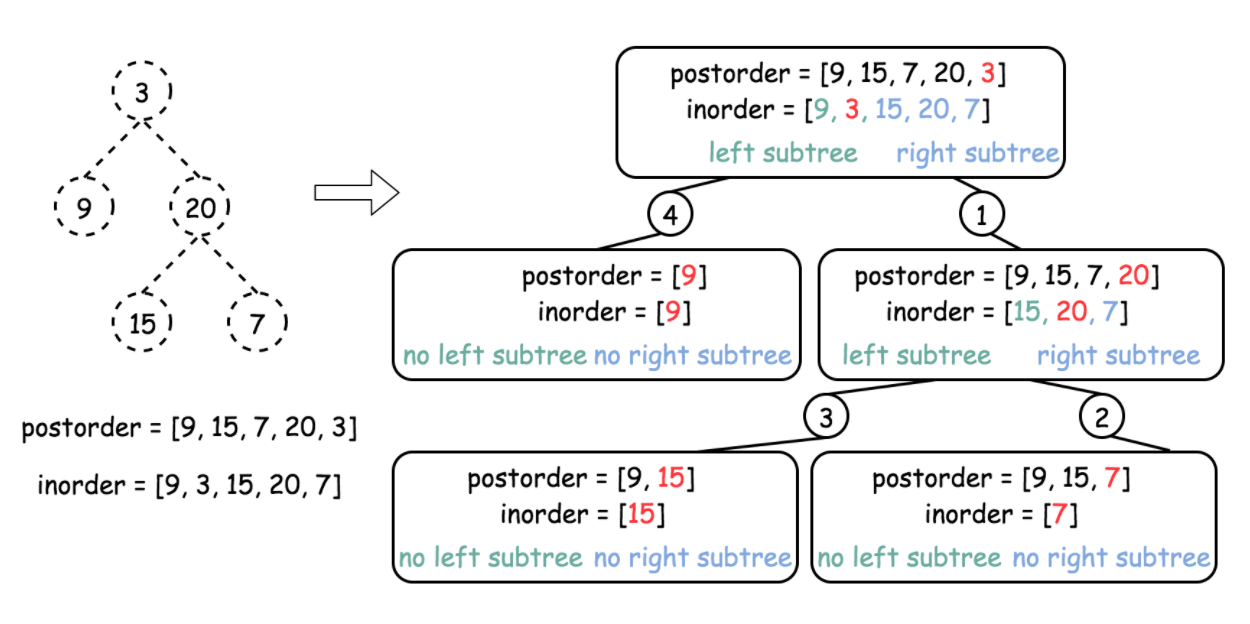 3
9
20
15
7
postorder = [9, 15, 7, 20, 3]
inorder = [9, 3, 15, 20, 7]
postorder = [9, 15, 7, 20, 3]
inorder = [9, 3, 15, 20, 7]
left subtree right subtree
4
1
postorder = [9]
inorder = [9]
no left subtree no right subtree
postorder = [9, 15, 7, 20]
inorder = [15, 20, 7]
left subtree right subtree
3
2
postorder = [9, 15]
inorder = [15]
no left subtree no right subtree
postorder = [9, 15, 7]
inorder = [7]
no left subtree no right subtree